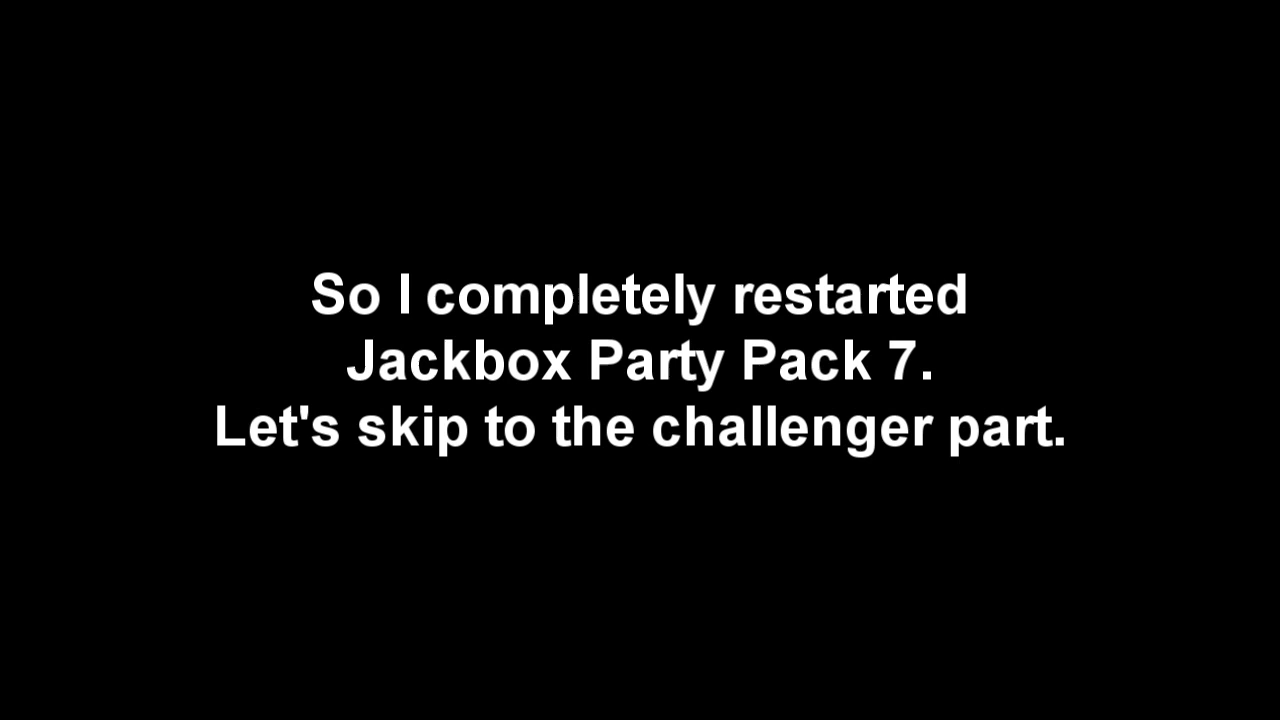 So I completely restarted
Jackbox Party Pack 7.
Let's skip to the challenger part.